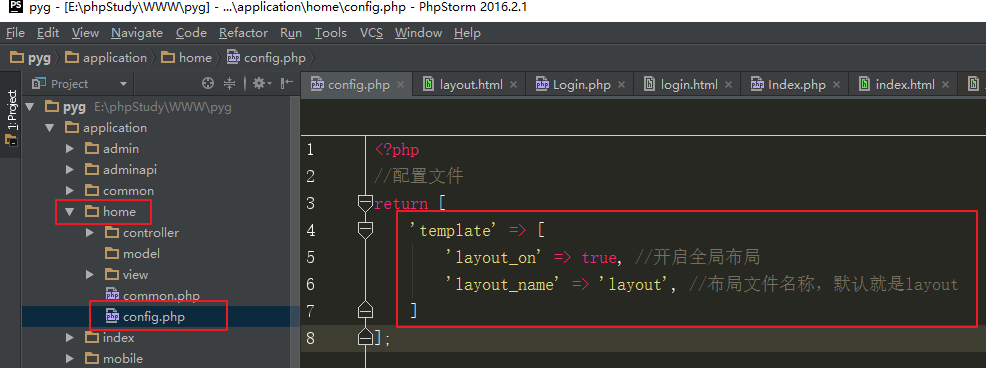 PS pyg - [E:\phpStudy\WWW\pyg] - ...\application\home\config.php - PhpStorm 2016.2.1
File Edit View Navigate Code Refactor Run Tools VCS Window Help
pyg application home config.php
Project config.php layout.html Login.php login.html Index.php index.html
1: Project
pyg E:\phpStudy\WWW\pyg
application
admin
adminapi
common
home
controller
model
view
common.php
config.php
index
mobile
1 <?php
2 //配置文件
3 return [
4 'template' => [
5 'layout_on' => true, //开启全局布局
6 'layout_name' => 'layout', //布局文件名称，默认就是layout
7 ]
8 ];